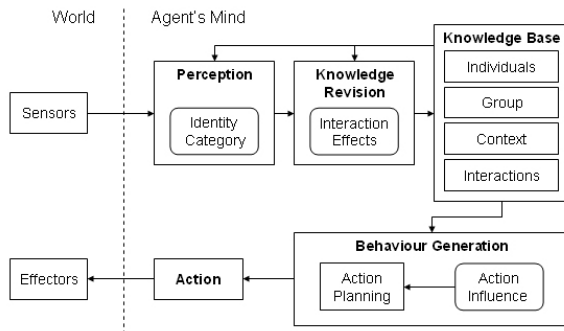 World
Agent's Mind
Knowledge Base
Individuals
Group
Context
Interactions
Perception
Identity
Category
Knowledge
Revision
Interaction
Effects
Sensors
Behaviour Generation
Action
Planning
Action
Influence
Action
Effectors